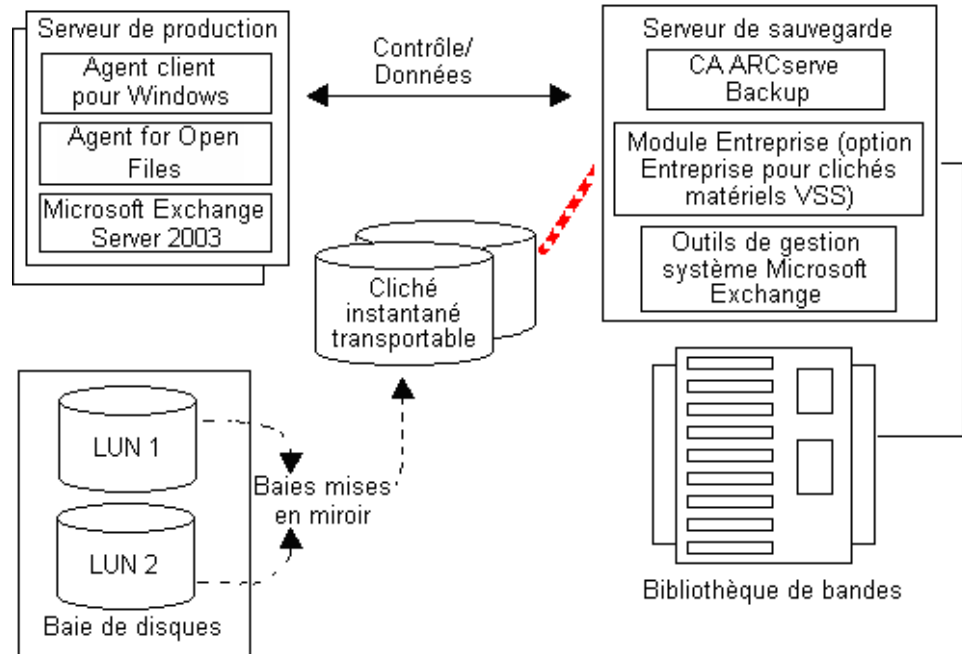 Serveur de production
Agent client
pour Windows
Agent for Open
Files
Microsoft Exchange
Server 2003
Contrôle/
Données
Serveur de sauvegarde
CA ARCserve
Backup
Module Entreprise (option
Entreprise pour clichés
matériels VSS)
Outils de gestion
système Microsoft
Exchange
Cliché
instantané
transportable
LUN 1
LUN 2
Baie de disques
Baies mises
en miroir
Bibliothèque de bandes